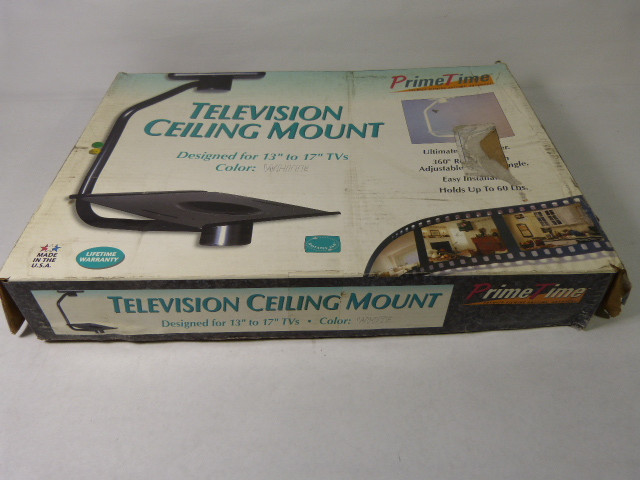 PrimeTime
TELEVISION
CEILING MOUNT
Designed for 13" to 17" TVs
Color:
Ultimate
360°
Adjustable
Easy
Holds Up To 60 Lbs.
MADE
IN THE
U.S.A.
LIFETIME
WARRANTY
TELEVISION CEILING MOUNT
Designed for 13" to 17" TVs • Color:
PrimeTime